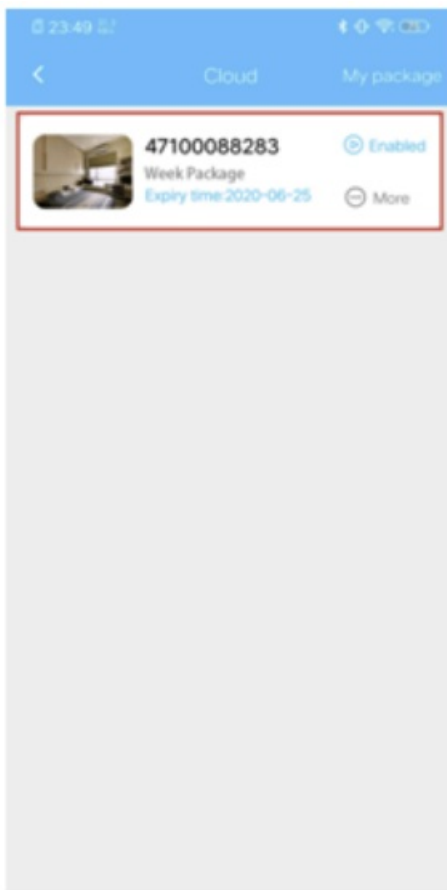 23:49
Cloud
My package
47100088283
Enabled
Week Package
Expiry time:2020-06-25
More